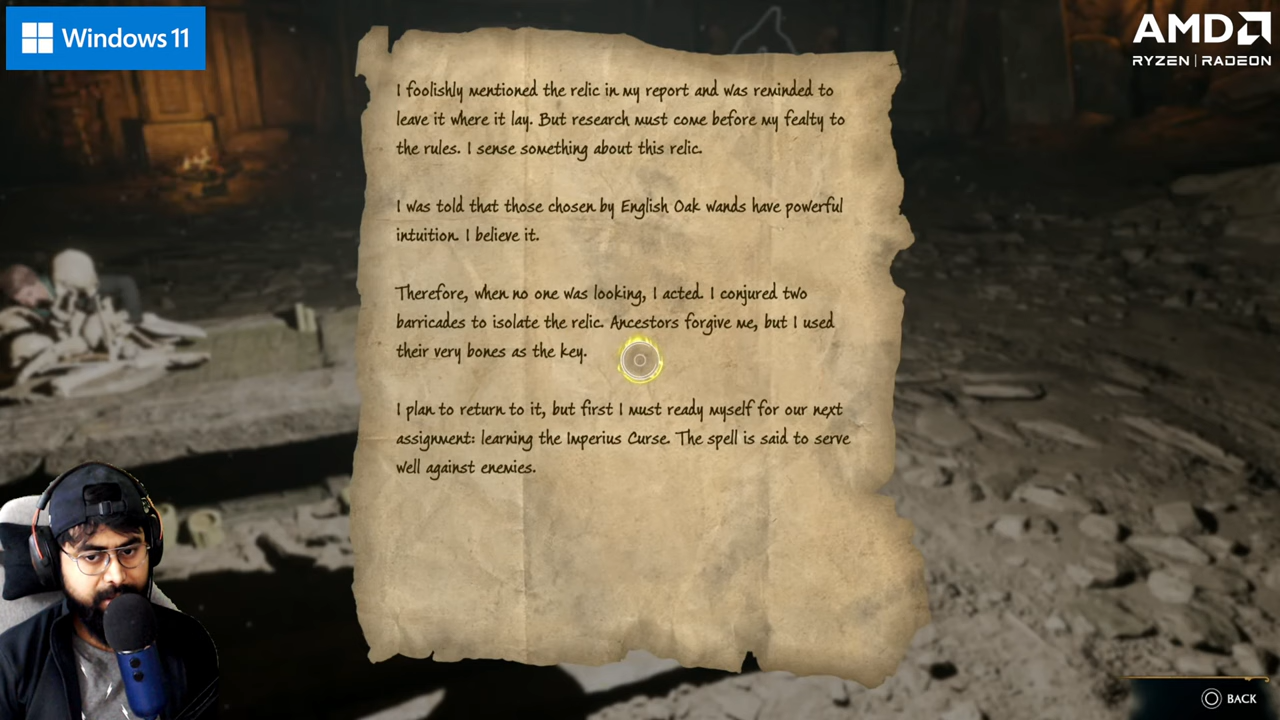 Windows 11
AMD
RYZEN | RADEON
I foolishly mentioned the relic in my report and was reminded to
leave it where it lay. But research must come before my fealty to
the rules. I sense something about this relic.
I was told that those chosen by English Oak wands have powerful
intuition. I believe it.
Therefore, when no one was looking, I acted. I conjured two
barricades to isolate the relic. Ancestors forgive me, but I used
their very bones as the key.
I plan to return to it, but first I must ready myself for our next
assignment: learning the Imperius Curse. The spell is said to serve
well against enemies.
BACK